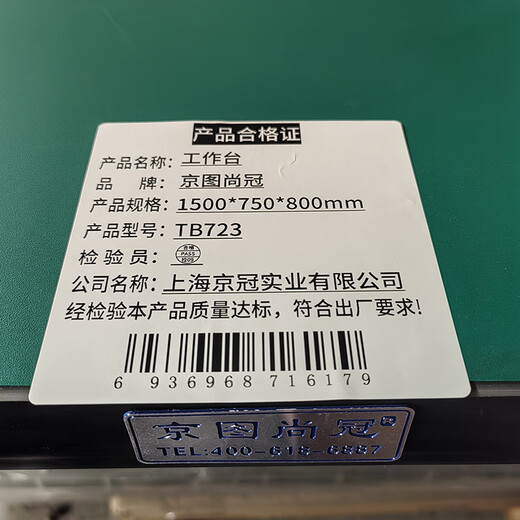 产品合格证
产品名称: 工作台
品 牌: 京图尚冠
产品规格: 1500*750*800mm
产品型号: TB723
检 验 员: 合格 PASS
公司名称: 上海京冠实业有限公司
经检验本产品质量达标，符合出厂要求!
6 936968 716179
京图尚冠®
TEL:400-618-6887